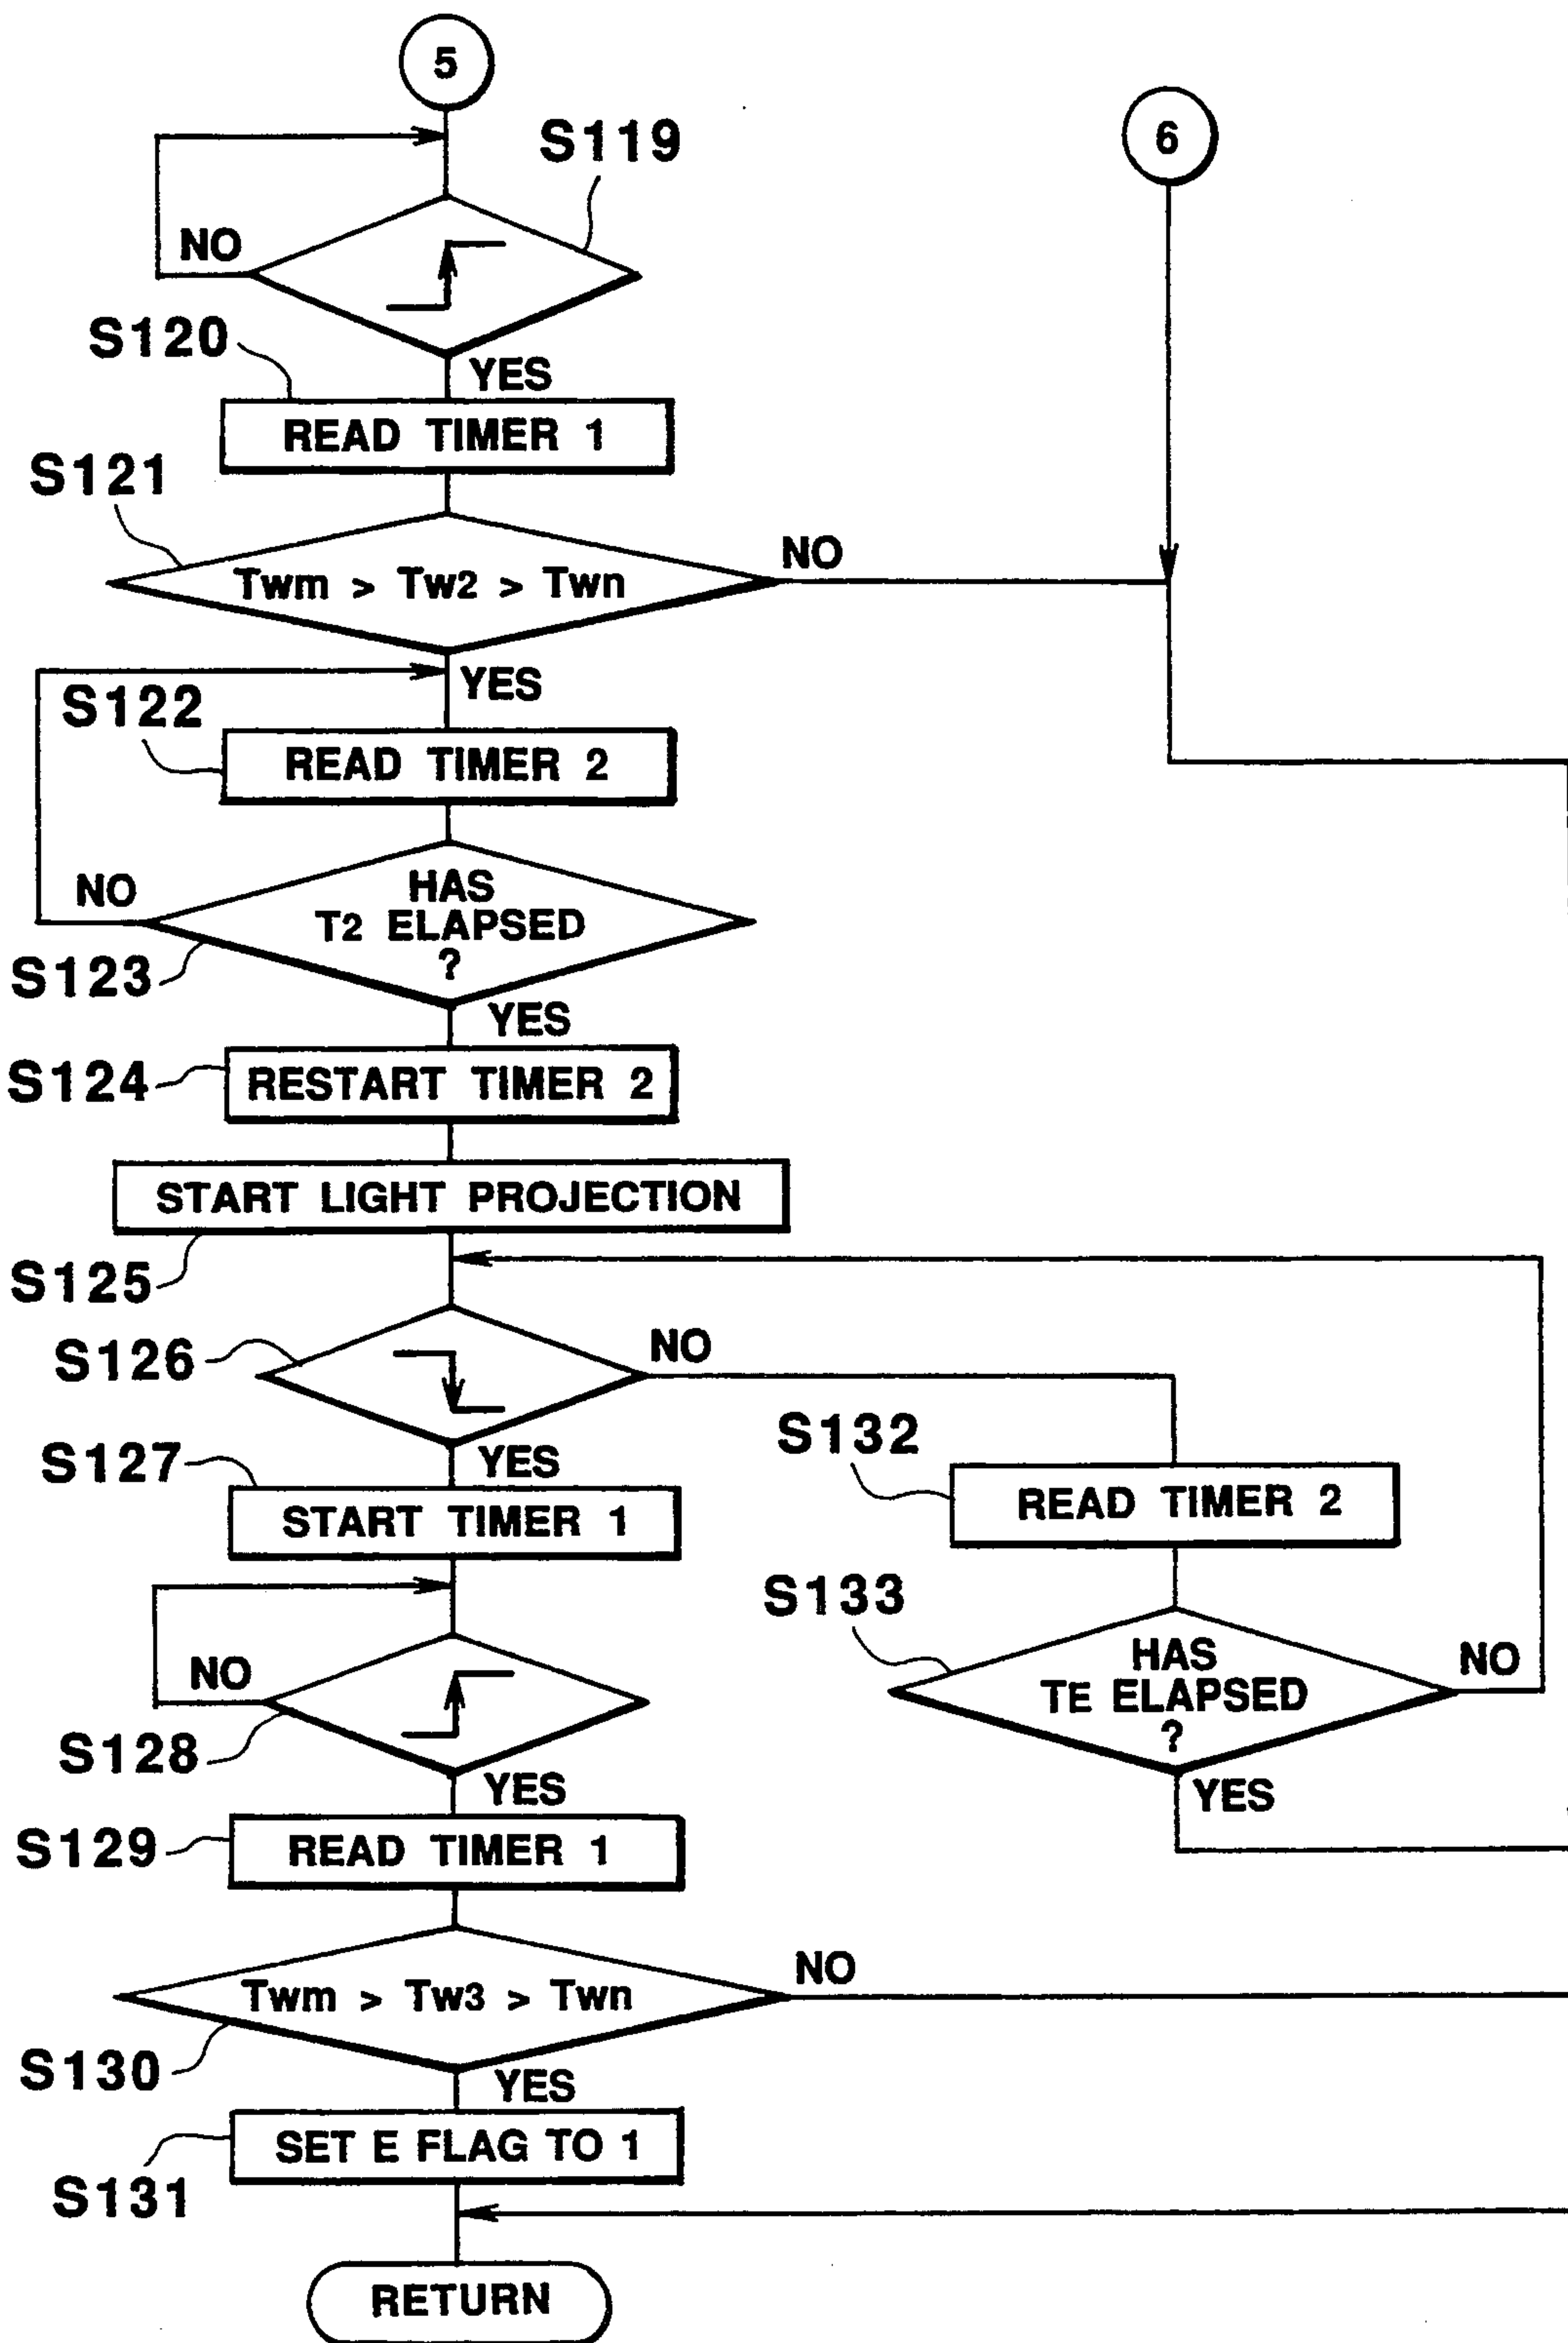 5
S119
6
NO
S120
YES
READ TIMER 1
S121
NO
Twm > Tw2 > Twn
YES
S122
READ TIMER 2
NO
HAS
T2 ELAPSED
?
S123
YES
S124
RESTART TIMER 2
START LIGHT PROJECTION
S125
S126
NO
S127
YES
START TIMER 1
S132
READ TIMER 2
S133
HAS
TE ELAPSED
?
NO
YES
NO
S128
YES
S129
READ TIMER 1
NO
Twm > Tw3 > Twn
S130
YES
SET E FLAG TO 1
S131
RETURN